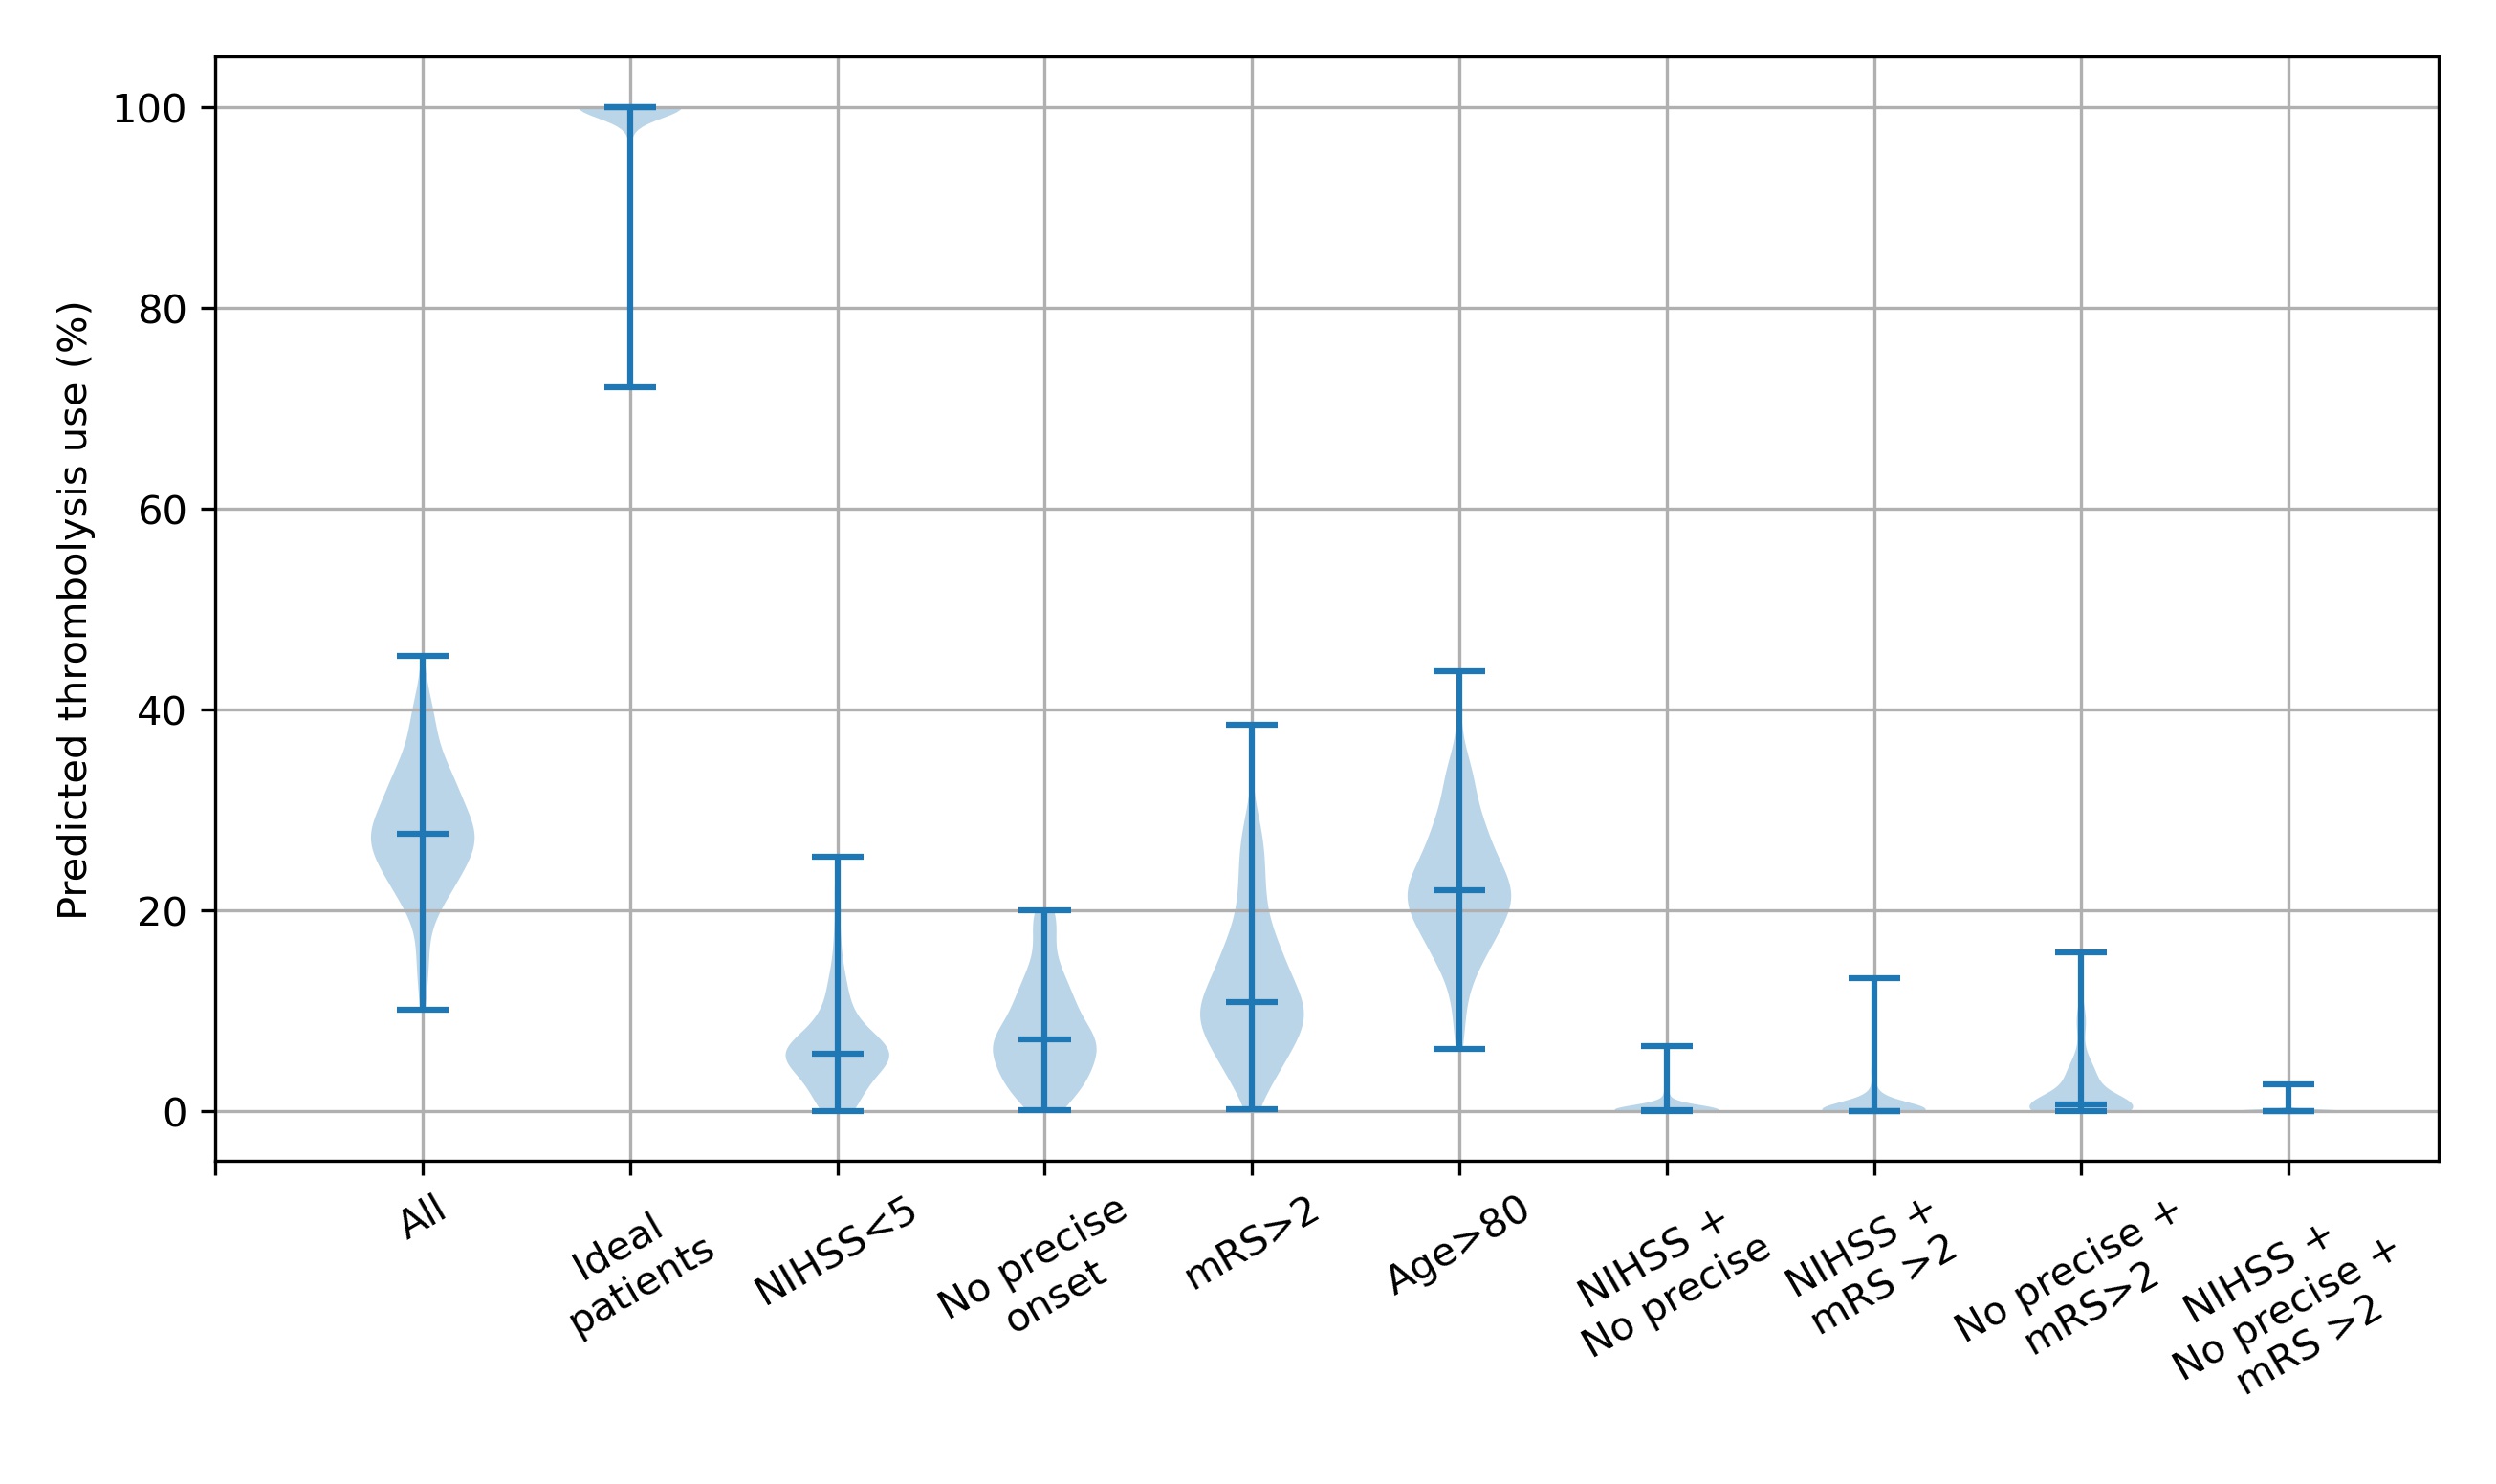 Predicted thrombolysis use (%)
100
80
60
40
20
0
All
Ideal
patients
NIHSS<5
No precise
onset
mRS>2
Age>80
NIHSS +
No precise
NIHSS +
mRS >2
No precise +
mRS>2
NIHSS +
No precise +
mRS >2